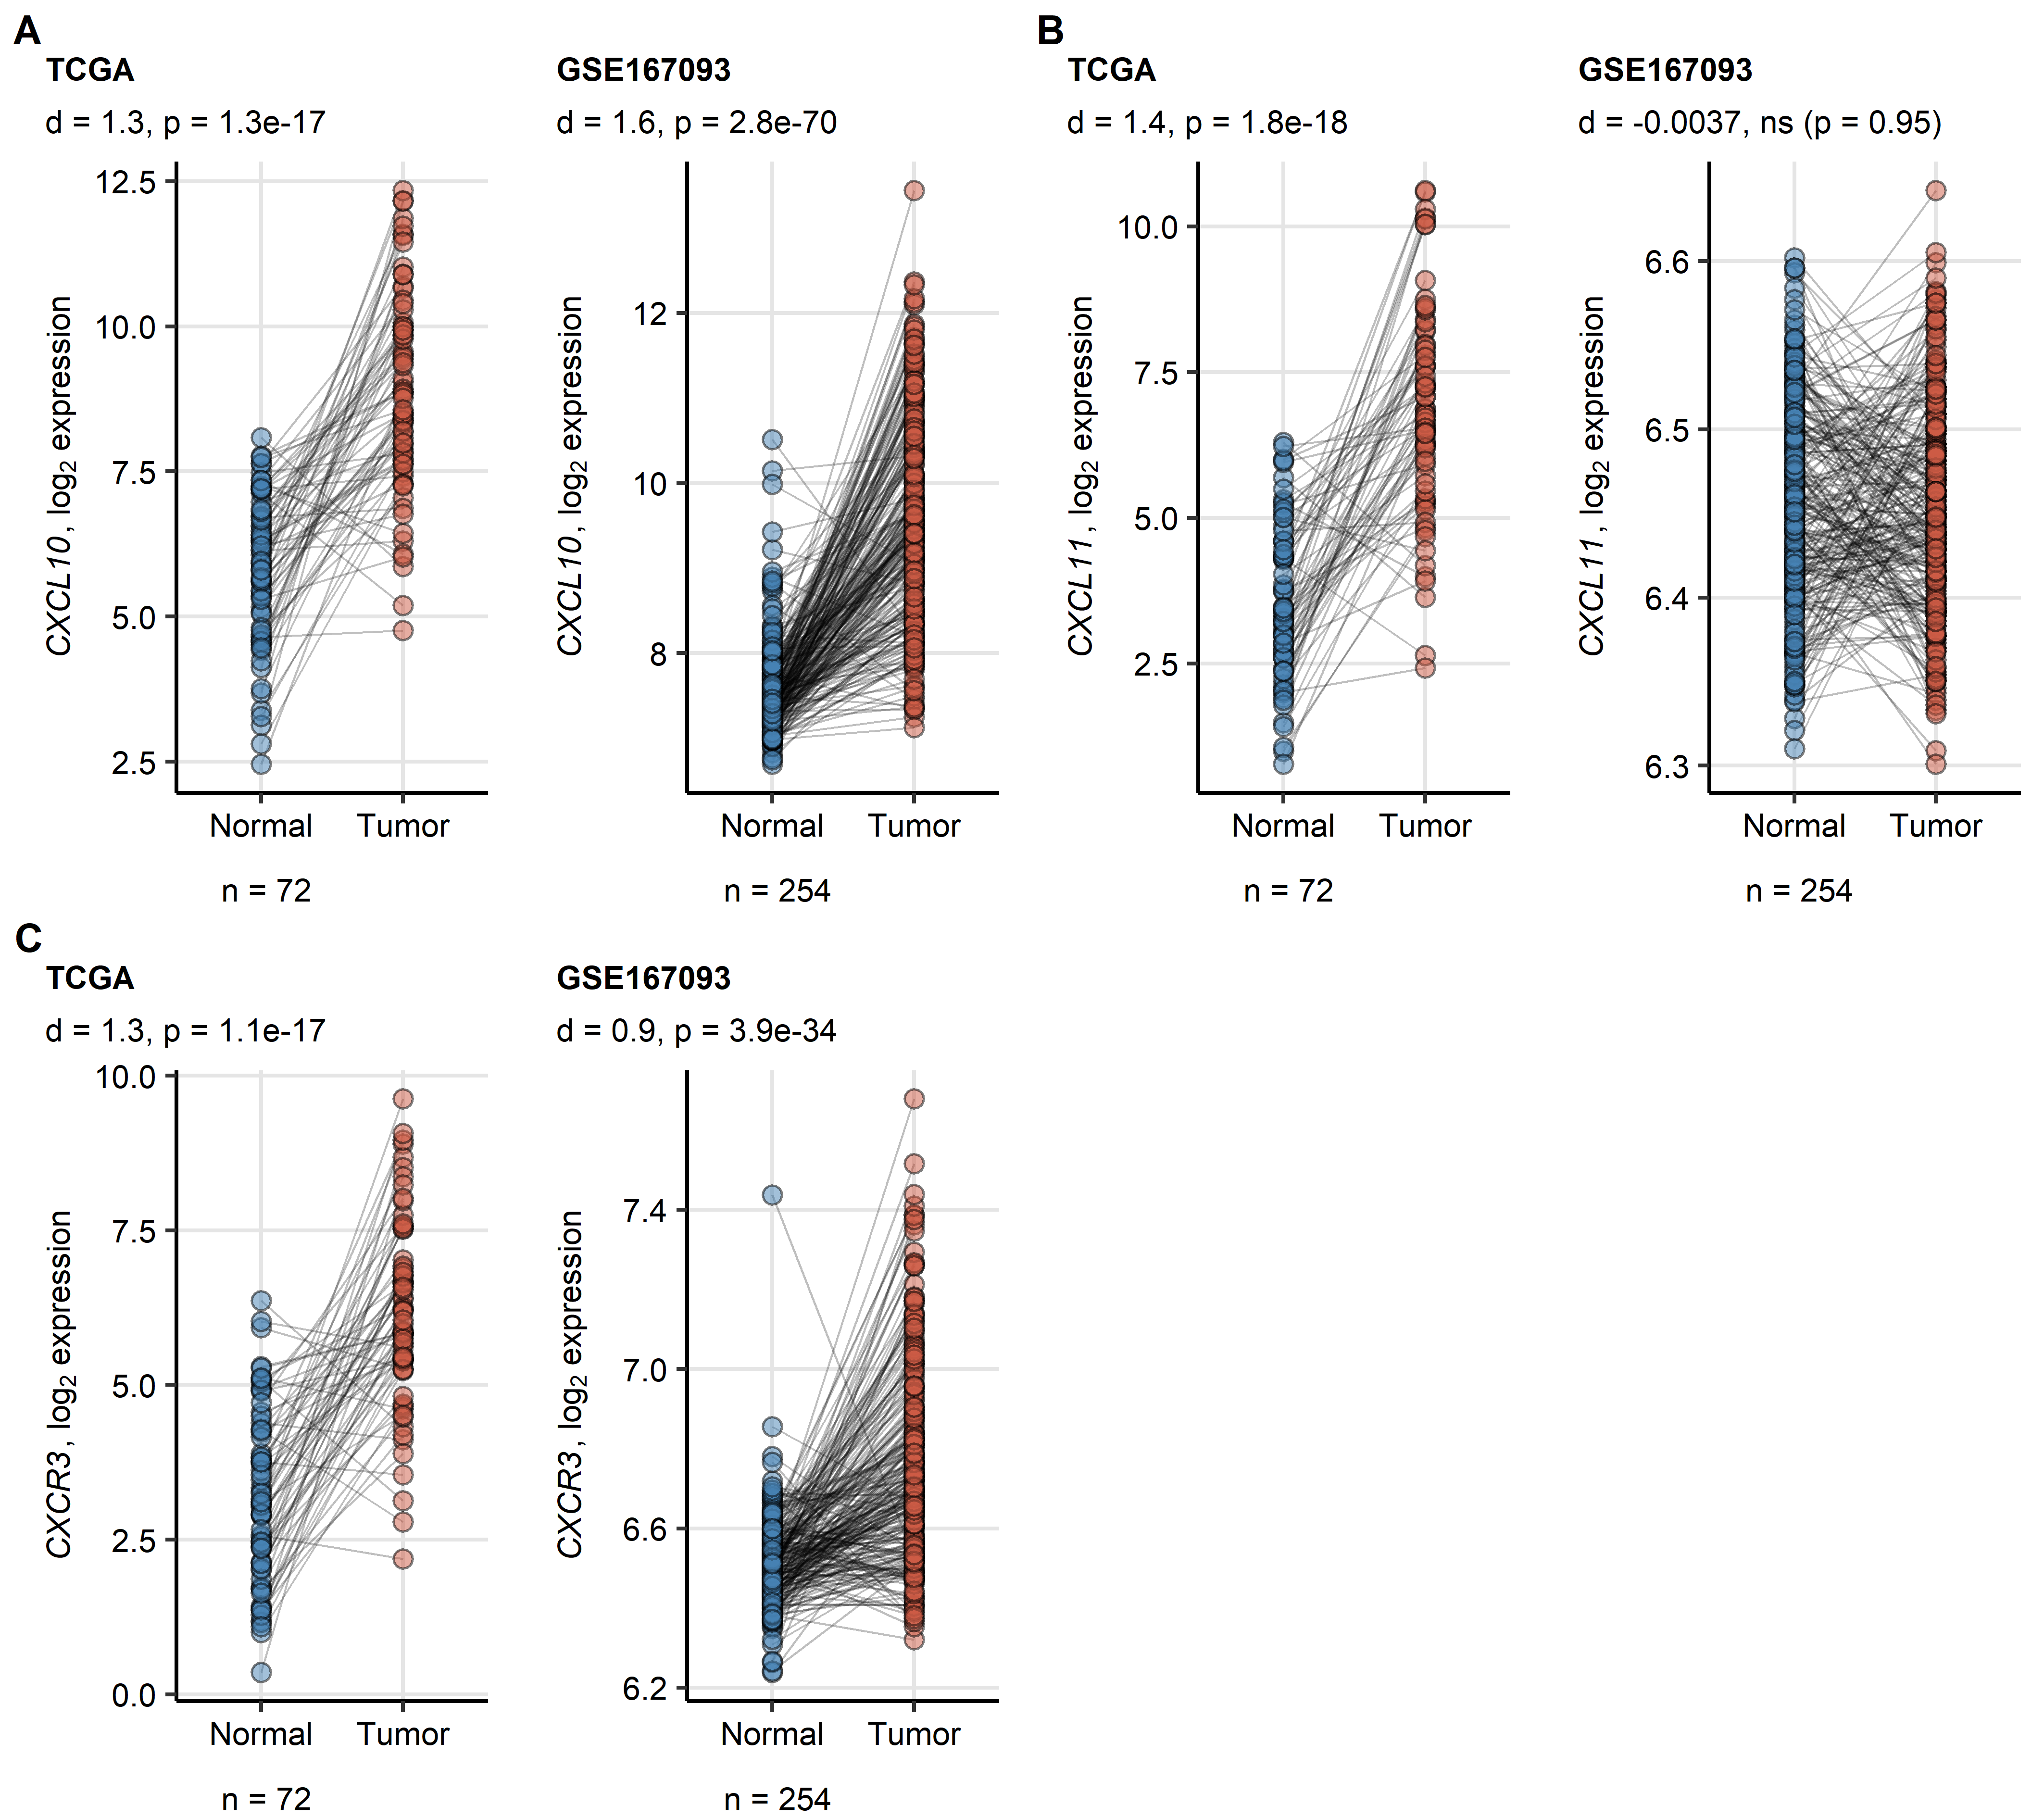 A
TCGA
d = 1.3, p = 1.3e-17
CXCL10, log2 expression
12.5
10.0
7.5
5.0
2.5
Normal Tumor
n = 72
GSE167093
d = 1.6, p = 2.8e-70
CXCL10, log2 expression
12
10
8
Normal Tumor
n = 254
B
TCGA
d = 1.4, p = 1.8e-18
CXCL11, log2 expression
10.0
7.5
5.0
2.5
Normal Tumor
n = 72
GSE167093
d = -0.0037, ns (p = 0.95)
CXCL11, log2 expression
6.6
6.5
6.4
6.3
Normal Tumor
n = 254
C
TCGA
d = 1.3, p = 1.1e-17
CXCR3, log2 expression
10.0
7.5
5.0
2.5
0.0
Normal Tumor
n = 72
GSE167093
d = 0.9, p = 3.9e-34
CXCR3, log2 expression
7.4
7.0
6.6
6.2
Normal Tumor
n = 254